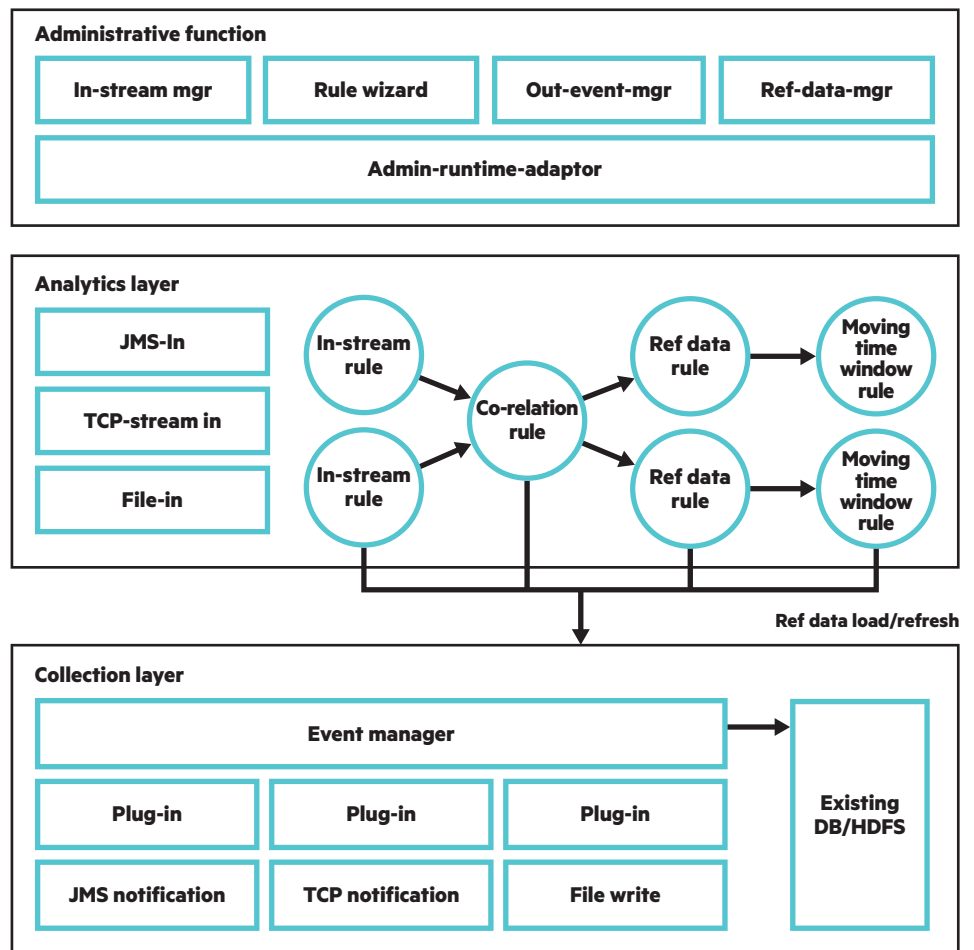 Administrative function
In-stream mgr
Rule wizard
Out-event-mgr
Ref-data-mgr
Admin-runtime-adaptor
Analytics layer
JMS-In
TCP-stream in
File-in
In-stream
rule
In-stream
rule
Co-relation
rule
Ref data
rule
Ref data
rule
Moving
time
window
rule
Moving
time
window
rule
Ref data load/refresh
Collection layer
Event manager
Plug-in
Plug-in
Plug-in
JMS notification
TCP notification
File write
Existing
DB/HDFS